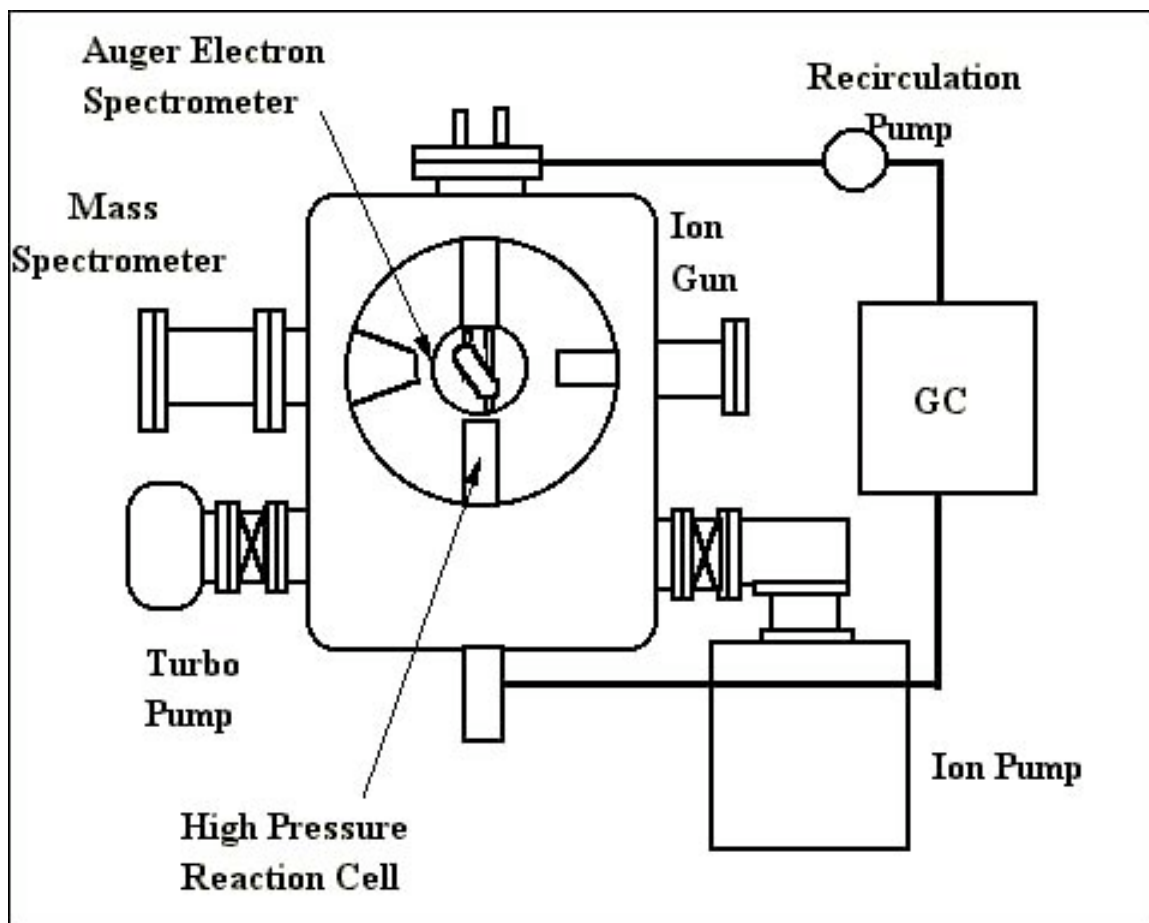 Auger Electron
Spectrometer
Recirculation
Pump
Mass
Spectrometer
Ion
Gun
GC
Turbo
Pump
Ion Pump
High Pressure
Reaction Cell